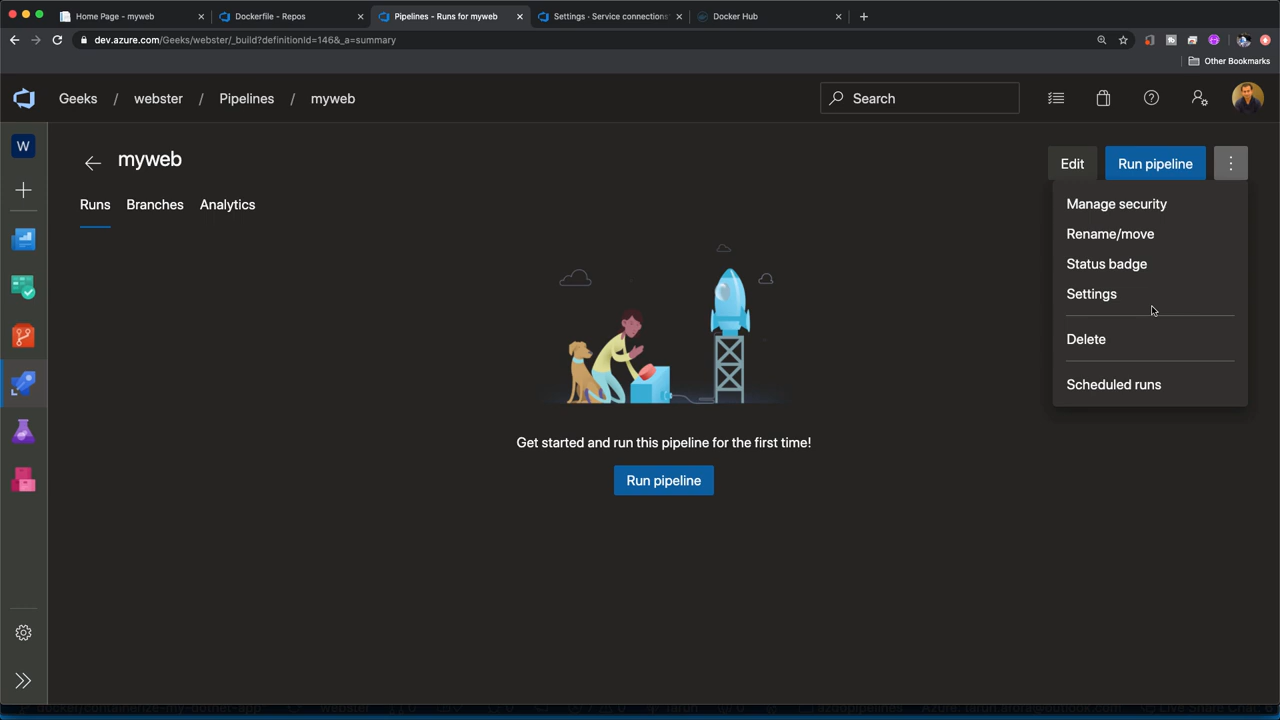 Home Page - myweb
Dockerfile - Repos
Pipelines - Runs for myweb
Settings · Service connections
Docker Hub
dev.azure.com/Geeks/webster/_build?definitionId=146&_a=summary
Other Bookmarks
Geeks / webster / Pipelines / myweb
Search
W
myweb
Edit
Run pipeline
Runs
Branches
Analytics
Manage security
Rename/move
Status badge
Settings
Delete
Scheduled runs
Get started and run this pipeline for the first time!
Run pipeline